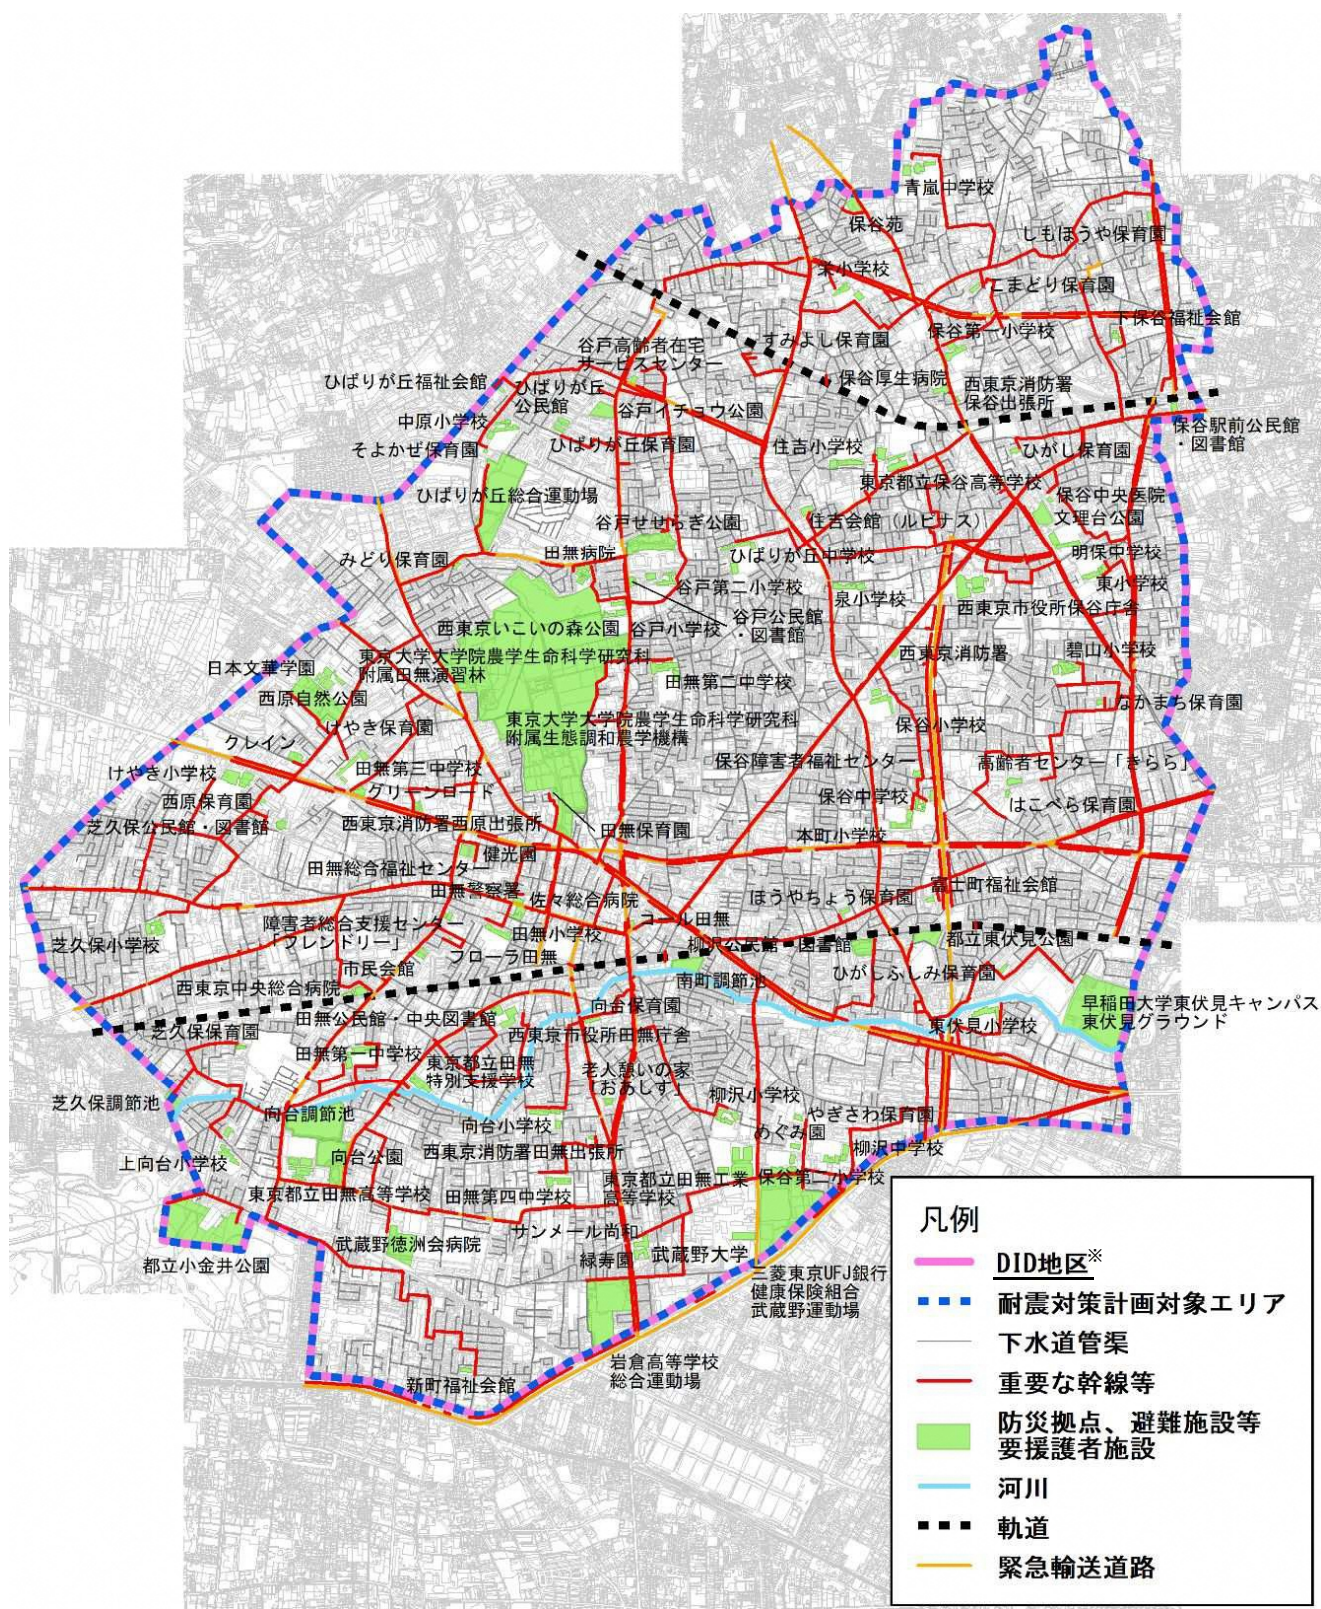 青嵐中学校
保谷苑
しもほうや保育園
栄小学校
こまどり保育園
下保谷福祉会館
保谷第一小学校
すみよし保育園
谷戸高齢者在宅
サービスセンター
保谷厚生病院
西東京消防署
保谷出張所
ひばりが丘福祉会館
ひばりが丘
公民館
谷戸イチョウ公園
中原小学校
保谷駅前公民館
・図書館
そよかぜ保育園
ひばりが丘保育園
住吉小学校
ひがし保育園
東京都立保谷高等学校
ひばりが丘総合運動場
保谷中央医院
文理台公園
谷戸せせらぎ公園
住吉会館（ルピナス）
みどり保育園
田無病院
ひばりが丘中学校
明保中学校
谷戸第二小学校
東小学校
泉小学校
西東京市役所保谷庁舎
谷戸公民館
・図書館
西東京いこいの森公園
谷戸小学校
日本文華学園
東京大学大学院農学生命科学研究科
附属田無演習林
西東京消防署
碧山小学校
田無第二中学校
西原自然公園
なかまち保育園
けやき保育園
東京大学大学院農学生命科学研究科
附属生態調和農学機構
保谷小学校
クレイン
保谷障害者福祉センター
高齢者センター「きらら」
けやき小学校
田無第三中学校
グリーンロード
西原保育園
保谷中学校
はこべら保育園
芝久保公民館・図書館
西東京消防署西原出張所
田無保育園
本町小学校
健光園
田無総合福祉センター
田無警察署
佐々総合病院
ほうやちょう保育園
富士町福祉会館
障害者総合支援センター
「フレンドリー」
田無小学校
コール田無
柳沢公民館・図書館
都立東伏見公園
芝久保小学校
フローラ田無
市民会館
ひがしふしみ保育園
西東京中央総合病院
南町調節池
早稲田大学東伏見キャンパス
東伏見グラウンド
向台保育園
田無公民館・中央図書館
芝久保保育園
西東京市役所田無庁舎
東伏見小学校
田無第一中学校
東京都立田無
特別支援学校
老人憩いの家
「おあしす」
芝久保調節池
柳沢小学校
向台調節池
向台小学校
やぎさわ保育園
めぐみ園
柳沢中学校
上向台小学校
向台公園
西東京消防署田無出張所
東京都立田無工業
高等学校
保谷第二小学校
東京都立田無高等学校
田無第四中学校
サンメール尚和
武蔵野徳洲会病院
緑寿園
武蔵野大学
都立小金井公園
三菱東京UFJ銀行
健康保険組合
武蔵野運動場
岩倉高等学校
総合運動場
新町福祉会館
凡例
DID地区※
耐震対策計画対象エリア
下水道管渠
重要な幹線等
防災拠点、避難施設等
要援護者施設
河川
軌道
緊急輸送道路